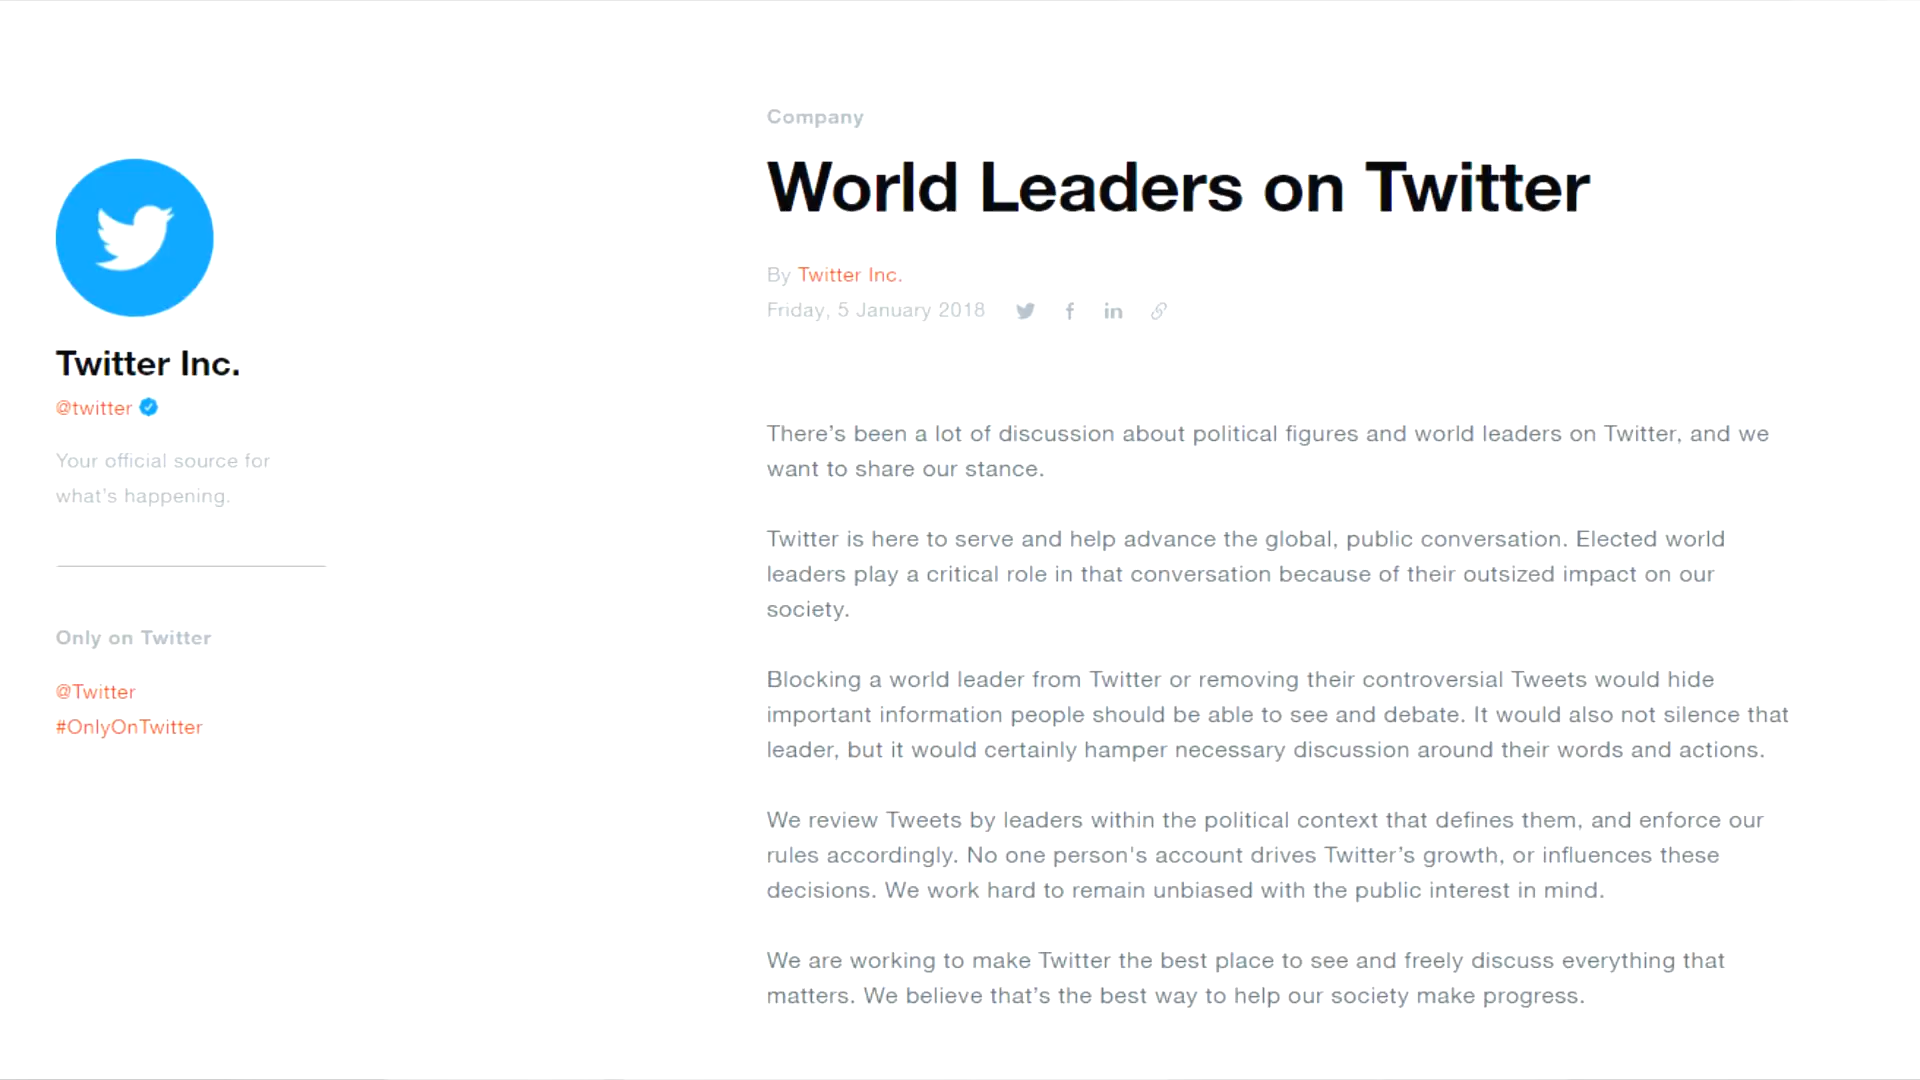 Twitter Inc.
@twitter
Your official source for
what's happening.
Only on Twitter
@Twitter
#OnlyOnTwitter
Company
World Leaders on Twitter
By Twitter Inc.
Friday, 5 January 2018
There's been a lot of discussion about political figures and world leaders on Twitter, and we
want to share our stance.
Twitter is here to serve and help advance the global, public conversation. Elected world
leaders play a critical role in that conversation because of their outsized impact on our
society.
Blocking a world leader from Twitter or removing their controversial Tweets would hide
important information people should be able to see and debate. It would also not silence that
leader, but it would certainly hamper necessary discussion around their words and actions.
We review Tweets by leaders within the political context that defines them, and enforce our
rules accordingly. No one person's account drives Twitter's growth, or influences these
decisions. We work hard to remain unbiased with the public interest in mind.
We are working to make Twitter the best place to see and freely discuss everything that
matters. We believe that's the best way to help our society make progress.